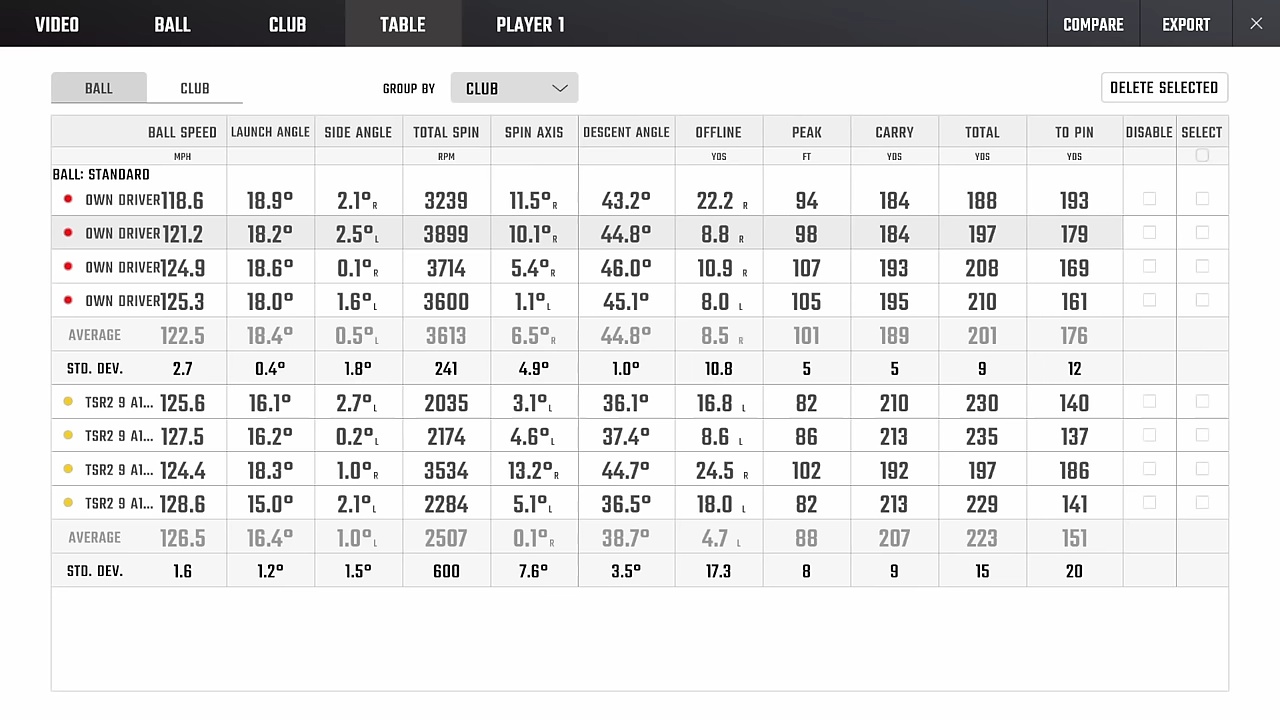 VIDEO BALL CLUB TABLE PLAYER 1 COMPARE EXPORT ×
BALL CLUB GROUP BY CLUB DELETE SELECTED
BALL SPEED LAUNCH ANGLE SIDE ANGLE TOTAL SPIN SPIN AXIS DESCENT ANGLE OFFLINE PEAK CARRY TOTAL TO PIN DISABLE SELECT
MPH RPM YDS FT YDS YDS YDS
BALL: STANDARD
OWN DRIVER 118.6 18.9° 2.1° R 3239 11.5° R 43.2° 22.2 R 94 184 188 193
OWN DRIVER 121.2 18.2° 2.5° L 3899 10.1° R 44.8° 8.8 R 98 184 197 179
OWN DRIVER 124.9 18.6° 0.1° R 3714 5.4° R 46.0° 10.9 R 107 193 208 169
OWN DRIVER 125.3 18.0° 1.6° L 3600 1.1° L 45.1° 8.0 L 105 195 210 161
AVERAGE 122.5 18.4° 0.5° L 3613 6.5° R 44.8° 8.5 R 101 189 201 176
STD. DEV. 2.7 0.4° 1.8° 241 4.9° 1.0° 10.8 5 5 9 12
TSR2 9 A1... 125.6 16.1° 2.7° L 2035 3.1° L 36.1° 16.8 L 82 210 230 140
TSR2 9 A1... 127.5 16.2° 0.2° L 2174 4.6° L 37.4° 8.6 L 86 213 235 137
TSR2 9 A1... 124.4 18.3° 1.0° R 3534 13.2° R 44.7° 24.5 R 102 192 197 186
TSR2 9 A1... 128.6 15.0° 2.1° L 2284 5.1° L 36.5° 18.0 L 82 213 229 141
AVERAGE 126.5 16.4° 1.0° L 2507 0.1° R 38.7° 4.7 L 88 207 223 151
STD. DEV. 1.6 1.2° 1.5° 600 7.6° 3.5° 17.3 8 9 15 20